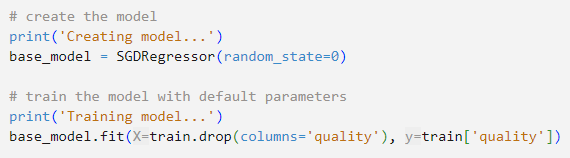 # create the model
print('Creating model...')
base_model = SGDRegressor(random_state=0)
# train the model with default parameters
print('Training model...')
base_model.fit(X=train.drop(columns='quality'), y=train['quality'])